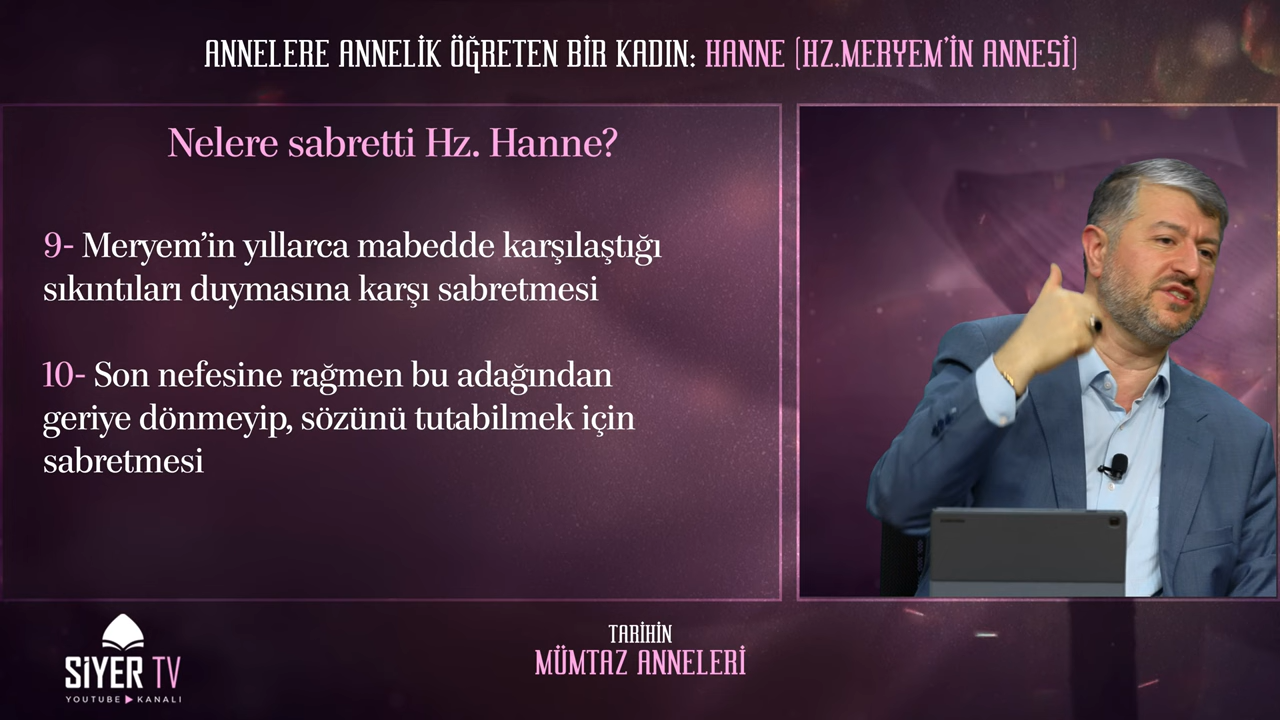 ANNELERE ANNELİK ÖĞRETEN BİR KADIN: HANNE (HZ.MERYEM'İN ANNESİ)
Nelere sabretti Hz. Hanne?
9- Meryem’in yıllarca mabedde karşılaştığı
sıkıntıları duymasına karşı sabretmesi
10- Son nefesine rağmen bu adağından
geriye dönmeyip, sözünü tutabilmek için
sabretmesi
SİYER TV
YOUTUBE KANALI
TARİHİN
MÜMTAZ ANNELERİ